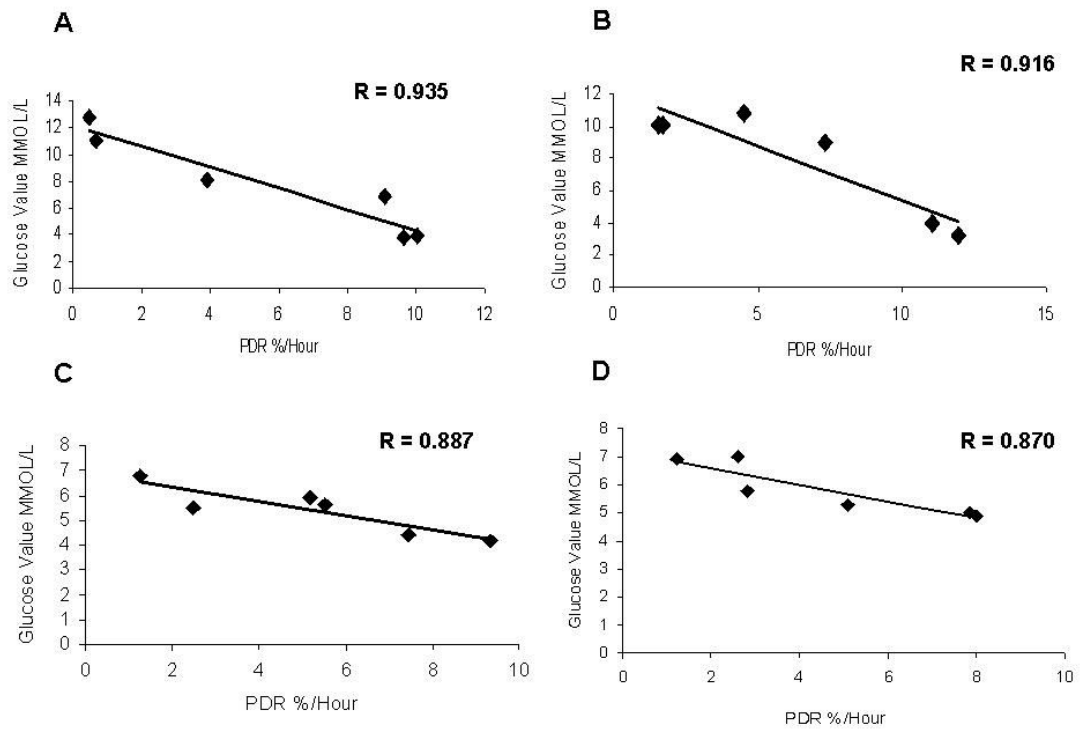 A
R = 0.935
Glucose Value MMOL/L
14
12
10
8
6
4
2
0
0 2 4 6 8 10 12
PDR %/Hour
B
R = 0.916
Glucose Value MMOL/L
12
10
8
6
4
2
0
0 5 10 15
PDR %/Hour
C
R = 0.887
Glucose Value MMOL/L
8
7
6
5
4
3
2
1
0
0 2 4 6 8 10
PDR %/Hour
D
R = 0.870
Glucose Value MMOL/L
8
7
6
5
4
3
2
1
0
0 2 4 6 8 10
PDR %/Hour